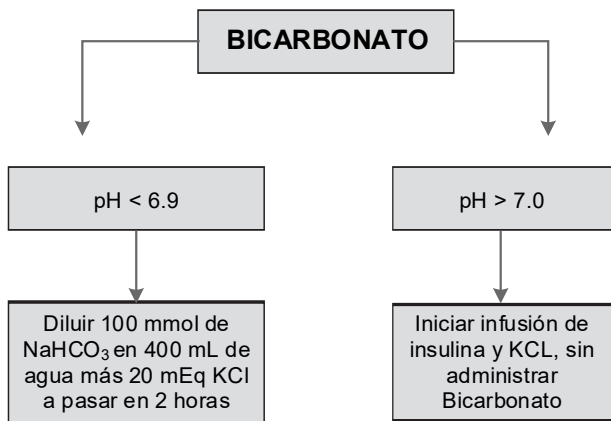 BICARBONATO
pH < 6.9
pH > 7.0
Diluir 100 mmol de
NaHCO₃ en 400 mL de
agua más 20 mEq KCl
a pasar en 2 horas
Iniciar infusión de
insulina y KCL, sin
administrar
Bicarbonato